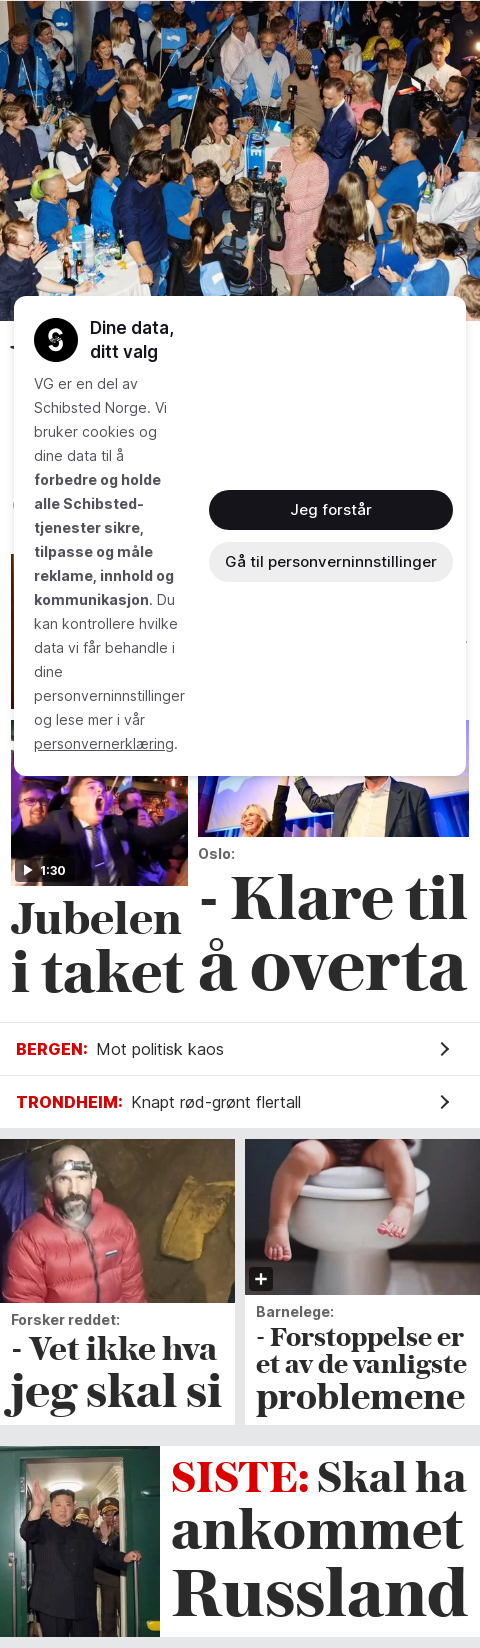 Dine data,
ditt valg
VG er en del av
Schibsted Norge. Vi
bruker cookies og
dine data til å
forbedre og holde
alle Schibsted-
tjenester sikre,
tilpasse og måle
reklame, innhold og
kommunikasjon. Du
kan kontrollere hvilke
data vi får behandle i
dine
personverninnstillinger
og lese mer i vår
personvernerklæring.
Jeg forstår
Gå til personverninnstillinger
1:30
Jubelen
i taket
Oslo:
- Klare til
å overta
BERGEN: Mot politisk kaos
TRONDHEIM: Knapt rød-grønt flertall
Forsker reddet:
- Vet ikke hva
jeg skal si
Barnelege:
- Forstoppelse er
et av de vanligste
problemene
SISTE: Skal ha
ankommet
Russland